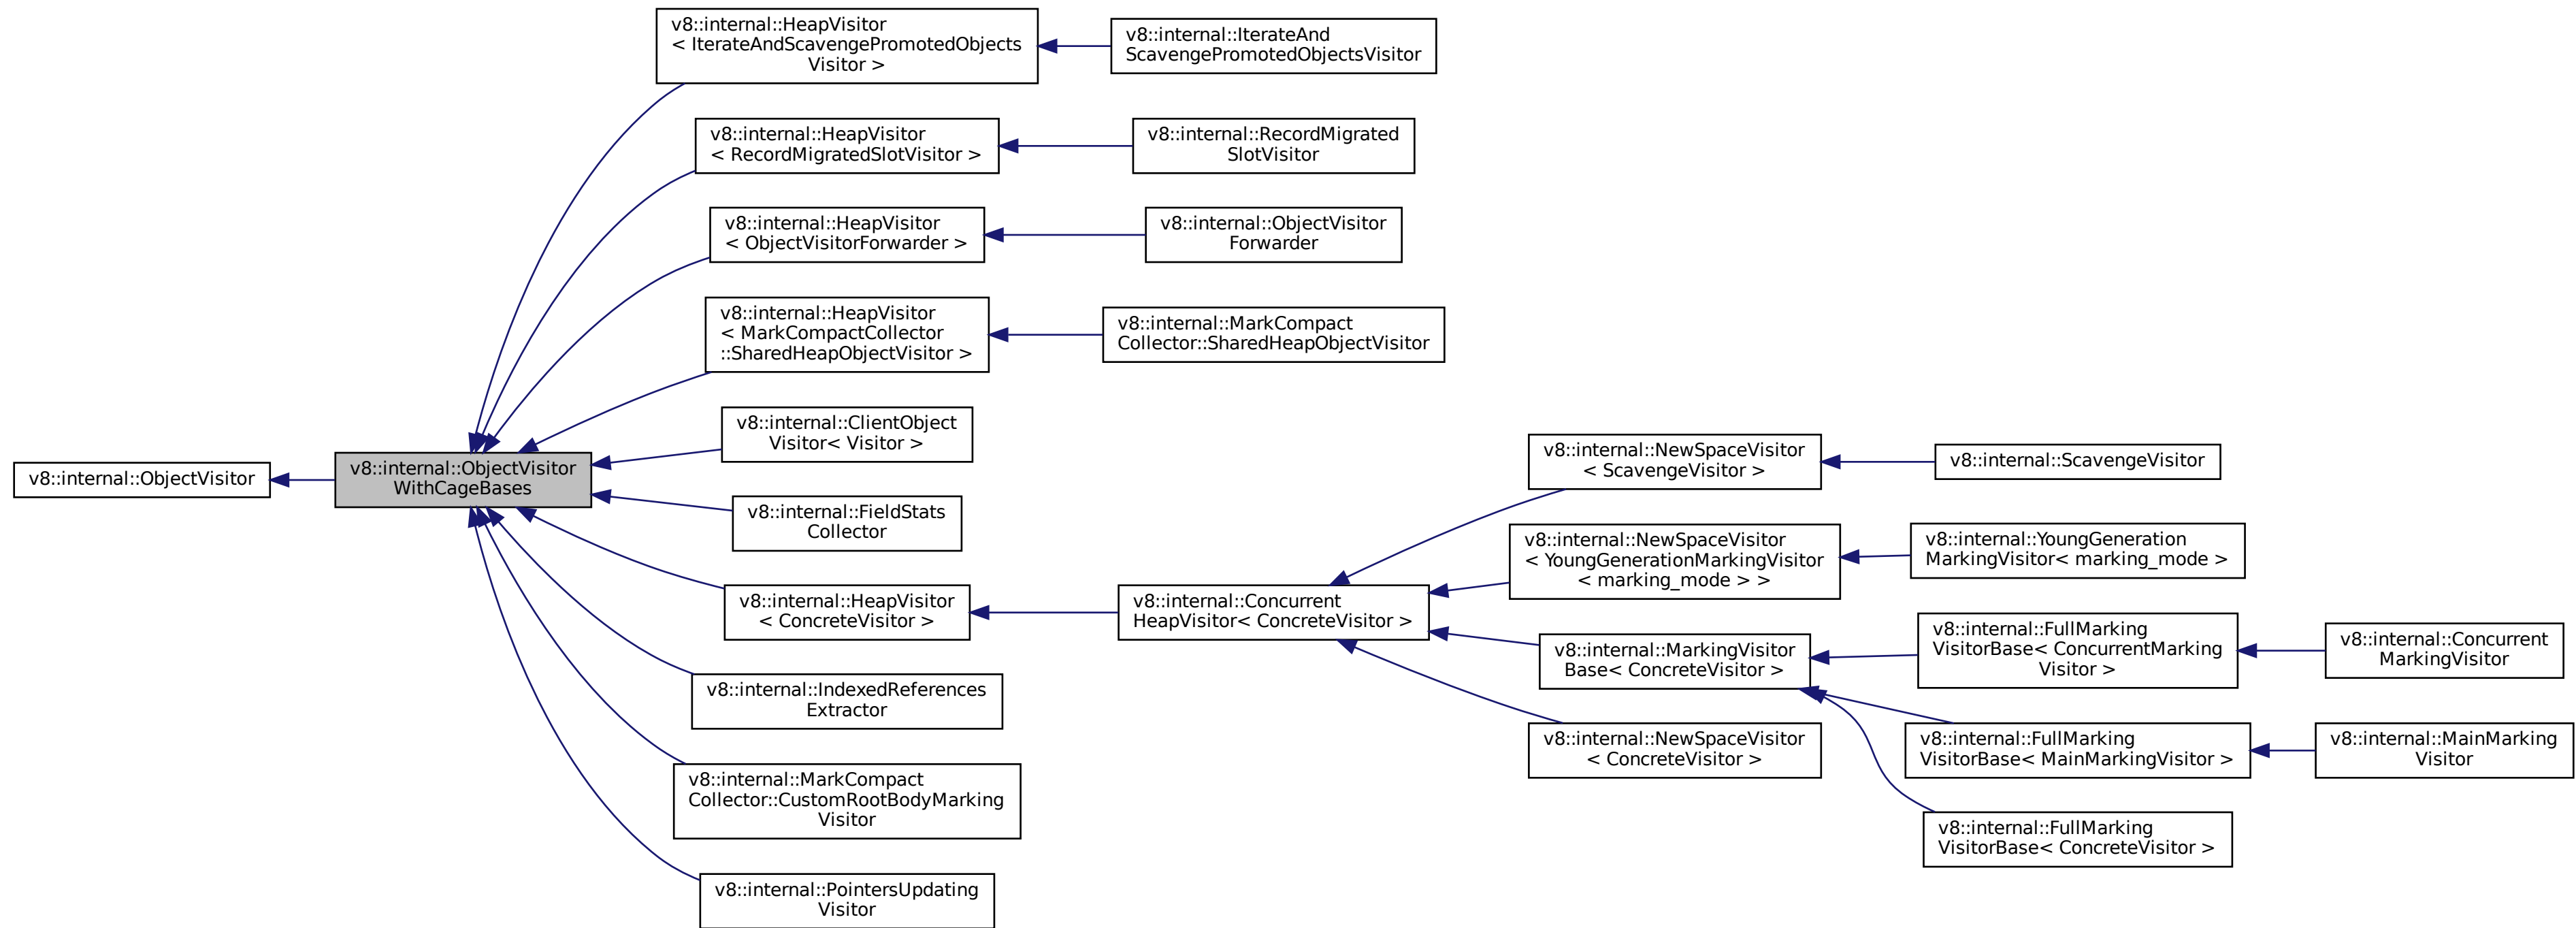 v8::internal::HeapVisitor
< IterateAndScavengePromotedObjects
Visitor >
v8::internal::IterateAnd
ScavengePromotedObjectsVisitor
v8::internal::HeapVisitor
< RecordMigratedSlotVisitor >
v8::internal::RecordMigrated
SlotVisitor
v8::internal::HeapVisitor
< ObjectVisitorForwarder >
v8::internal::ObjectVisitor
Forwarder
v8::internal::HeapVisitor
< MarkCompactCollector
::SharedHeapObjectVisitor >
v8::internal::MarkCompact
Collector::SharedHeapObjectVisitor
v8::internal::ClientObject
Visitor< Visitor >
v8::internal::ObjectVisitor
v8::internal::ObjectVisitor
WithCageBases
v8::internal::FieldStats
Collector
v8::internal::HeapVisitor
< ConcreteVisitor >
v8::internal::Concurrent
HeapVisitor< ConcreteVisitor >
v8::internal::NewSpaceVisitor
< ScavengeVisitor >
v8::internal::ScavengeVisitor
v8::internal::NewSpaceVisitor
< YoungGenerationMarkingVisitor
< marking_mode > >
v8::internal::YoungGeneration
MarkingVisitor< marking_mode >
v8::internal::MarkingVisitor
Base< ConcreteVisitor >
v8::internal::FullMarking
VisitorBase< ConcurrentMarking
Visitor >
v8::internal::Concurrent
MarkingVisitor
v8::internal::NewSpaceVisitor
< ConcreteVisitor >
v8::internal::FullMarking
VisitorBase< MainMarkingVisitor >
v8::internal::MainMarking
Visitor
v8::internal::FullMarking
VisitorBase< ConcreteVisitor >
v8::internal::IndexedReferences
Extractor
v8::internal::MarkCompact
Collector::CustomRootBodyMarking
Visitor
v8::internal::PointersUpdating
Visitor